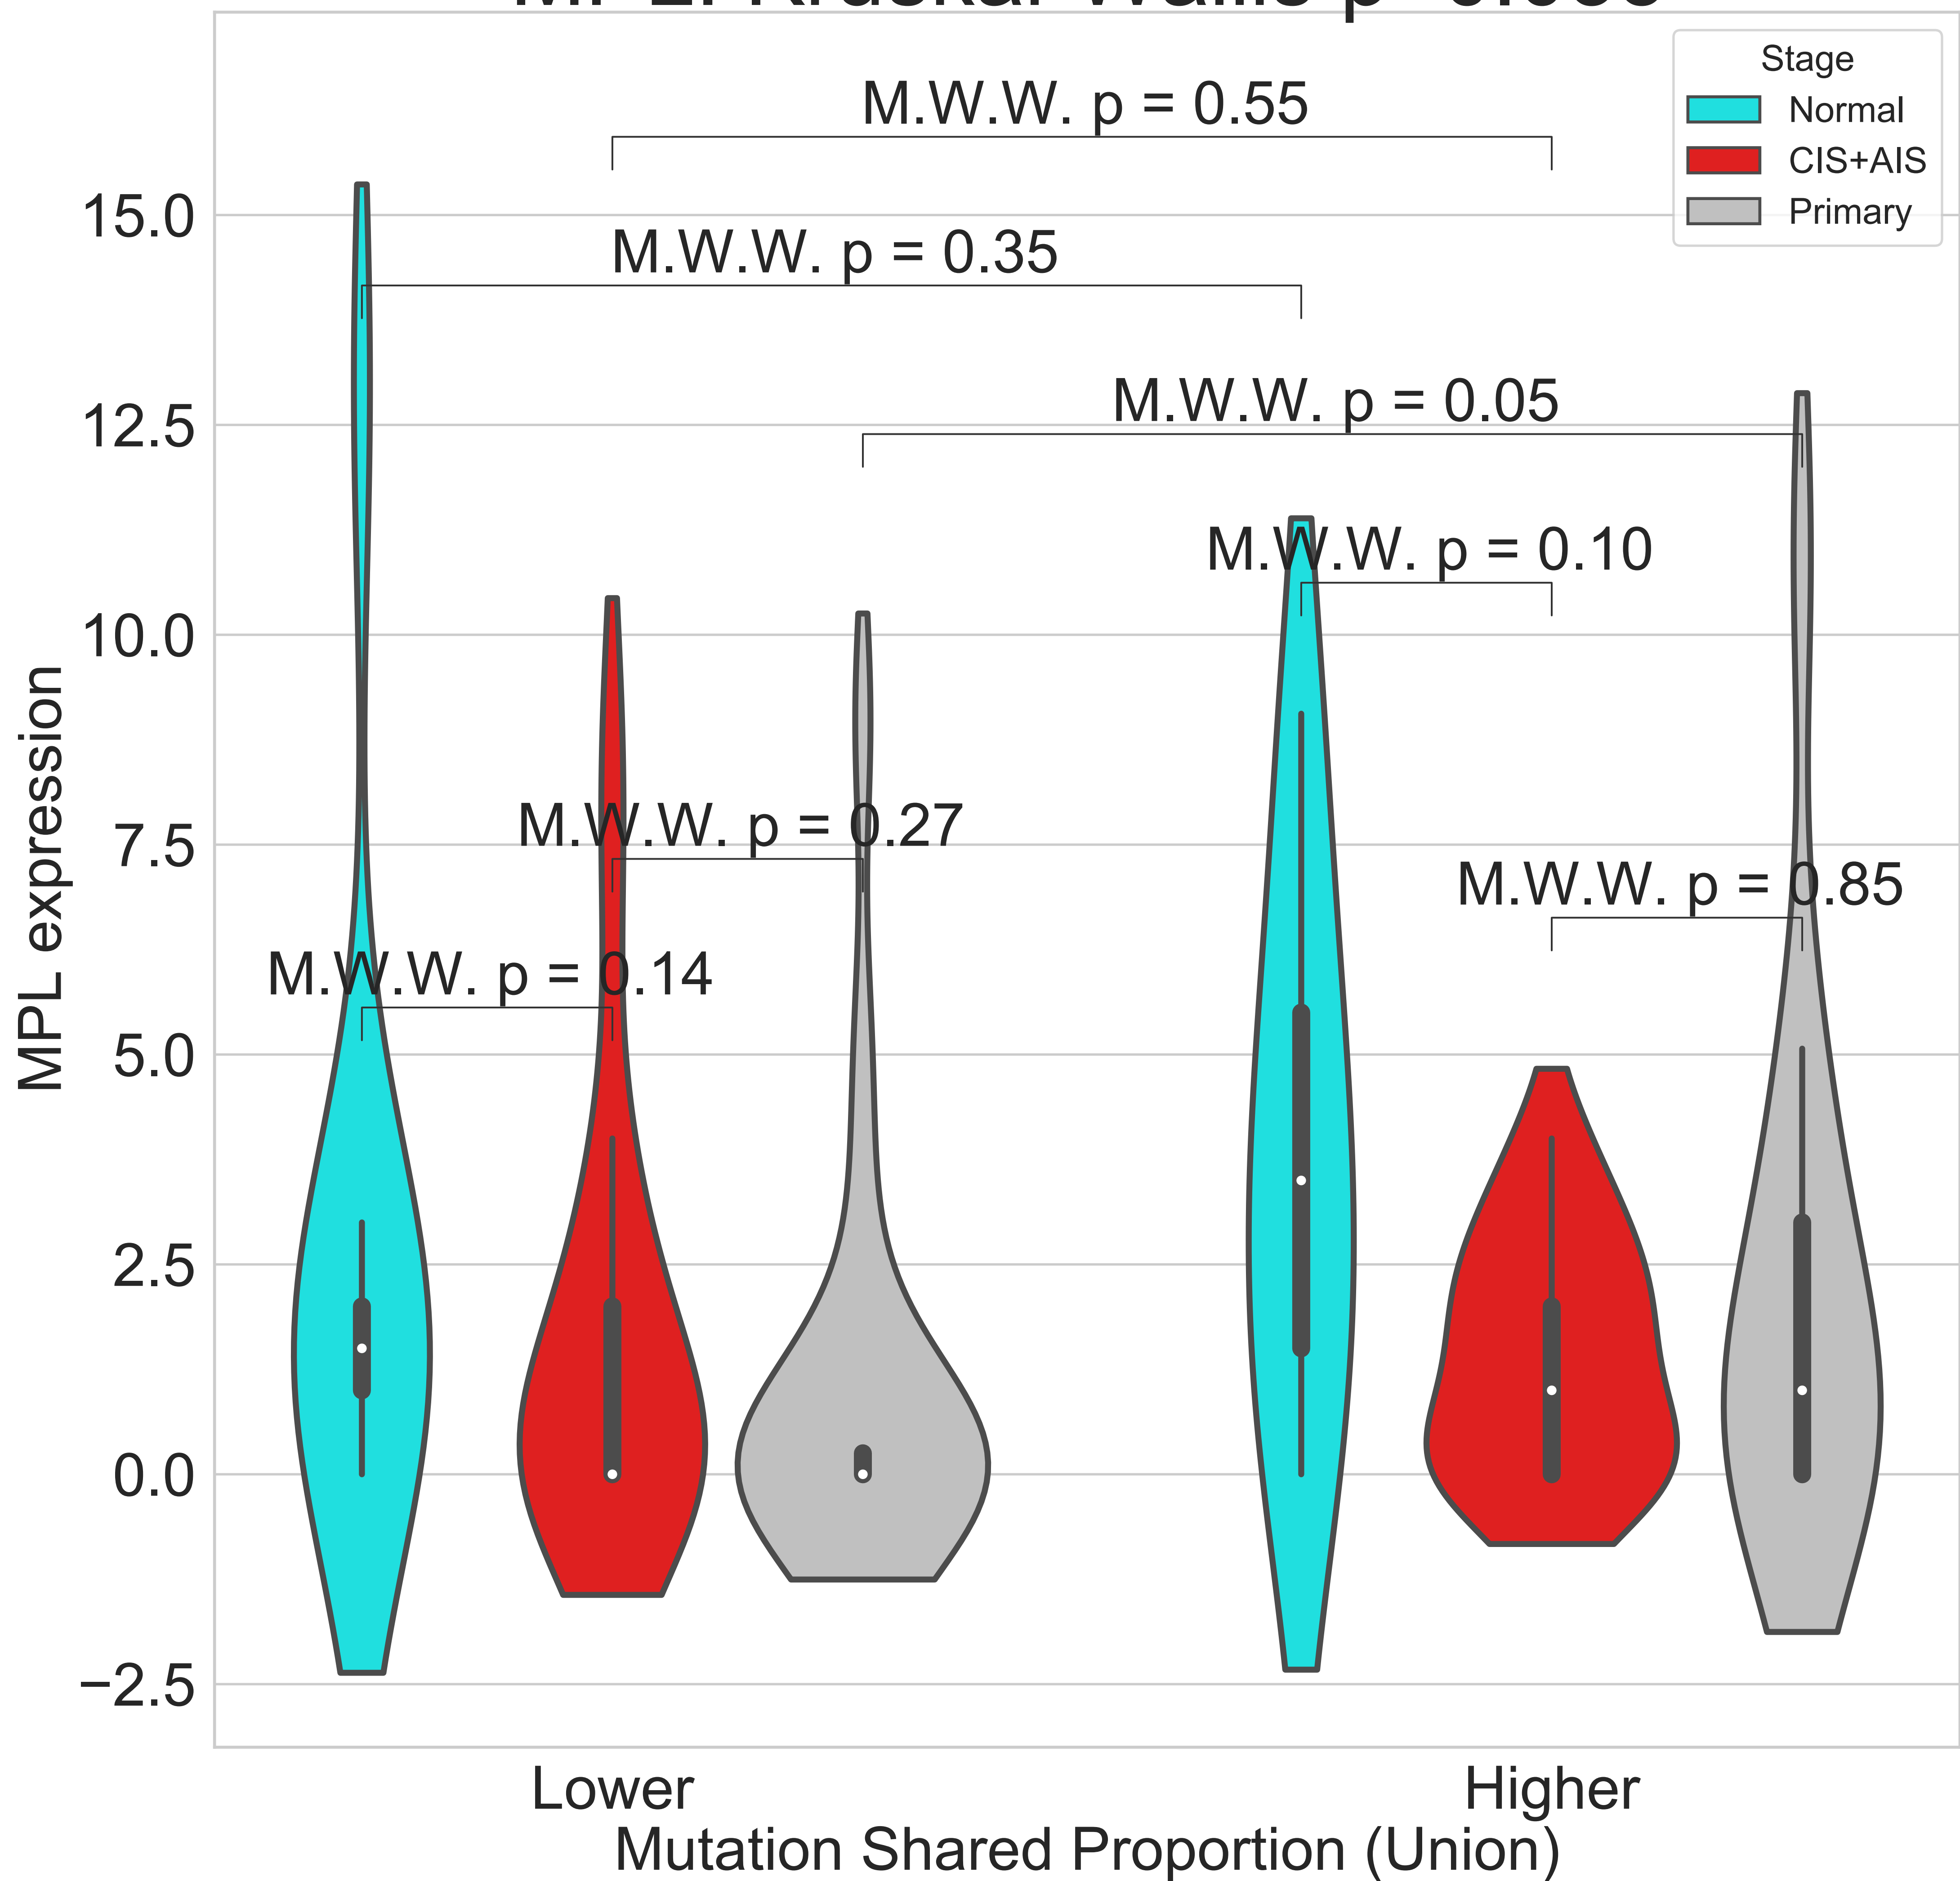 Stage
Normal
CIS+AIS
Primary
M.W.W. p = 0.55
M.W.W. p = 0.35
M.W.W. p = 0.05
M.W.W. p = 0.10
M.W.W. p = 0.27
M.W.W. p = 0.85
M.W.W. p = 0.14
15.0
12.5
10.0
7.5
5.0
2.5
0.0
−2.5
MPL expression
Lower
Higher
Mutation Shared Proportion (Union)